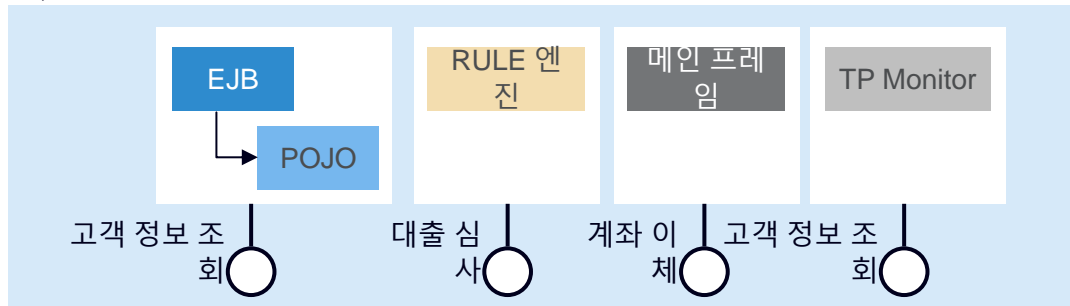 EJB
POJO
RULE 엔
진
메인 프레
임
TP Monitor
고객 정보 조
회
대출 심
사
계좌 이
체
고객 정보 조
회